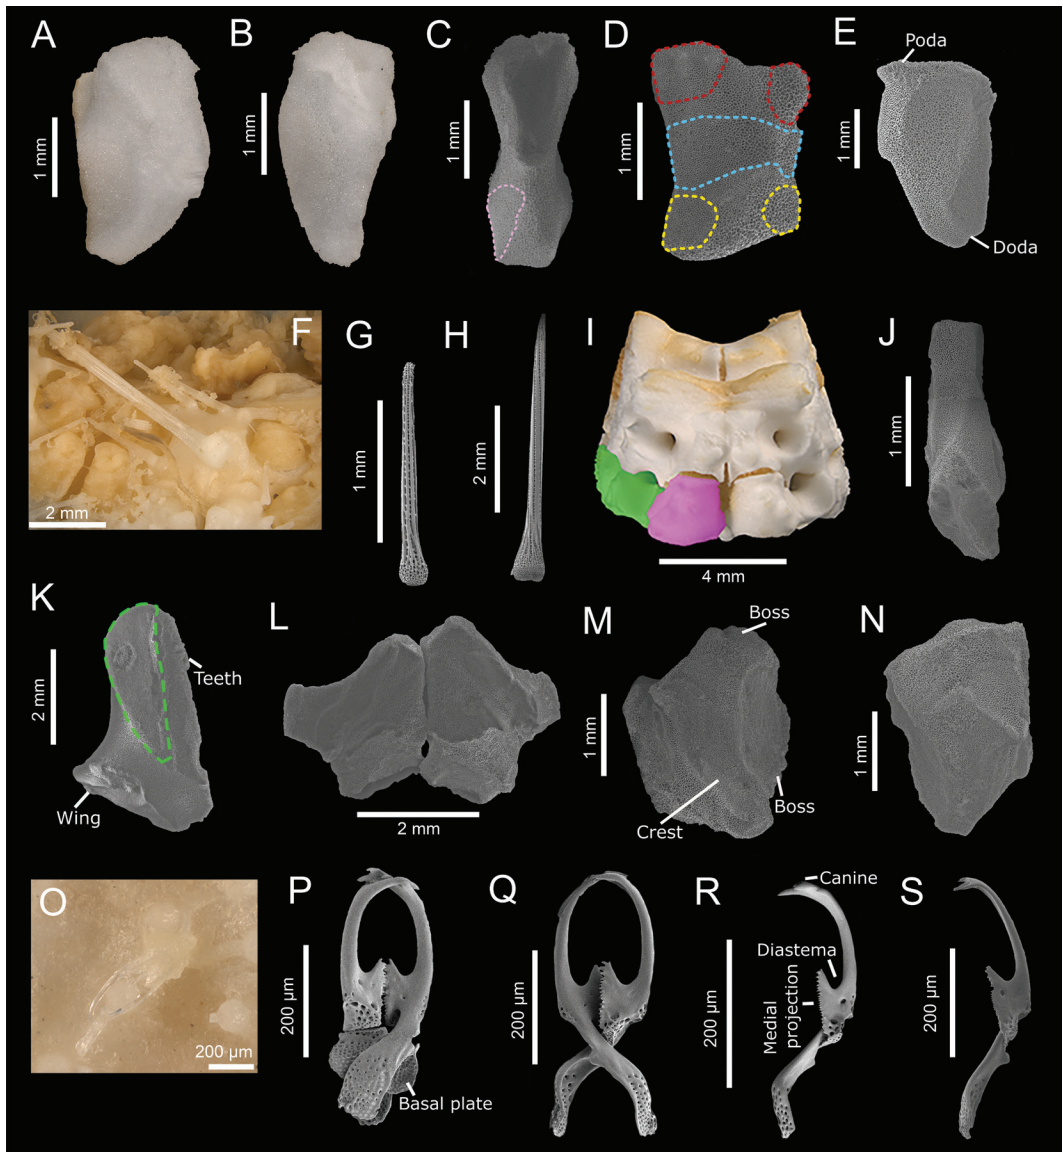 A
1 mm
B
1 mm
C
1 mm
D
1 mm
E
Poda
1 mm
Doda
F
2 mm
G
1 mm
H
2 mm
I
4 mm
J
1 mm
K
2 mm
Teeth
Wing
L
2 mm
M
Boss
1 mm
Boss
Crest
N
1 mm
O
200 µm
P
200 µm
Basal plate
Q
200 µm
R
Canine
Diastema
Medial
projection
200 µm
S
200 µm